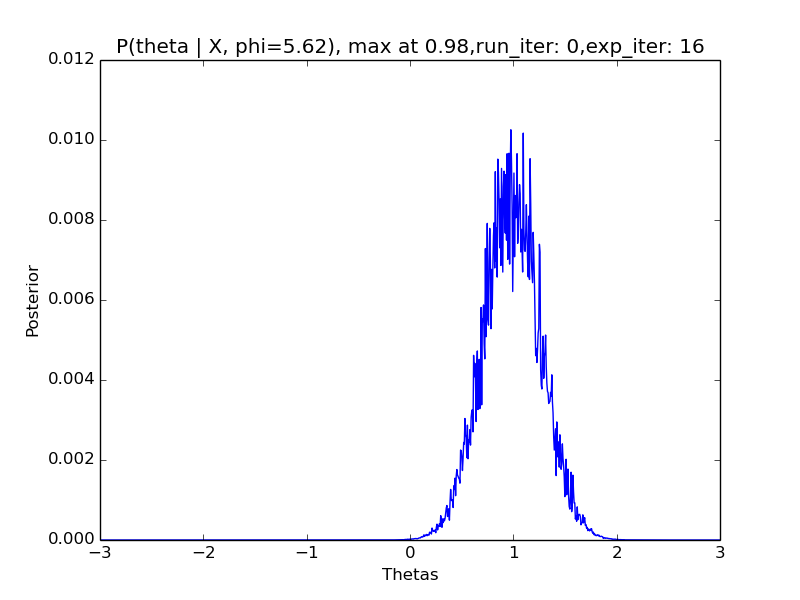 P(theta | X, phi=5.62), max at 0.98,run_iter: 0,exp_iter: 16
0.012
0.010
0.008
0.006
0.004
0.002
0.000
Posterior
−3 −2 −1 0 1 2 3
Thetas